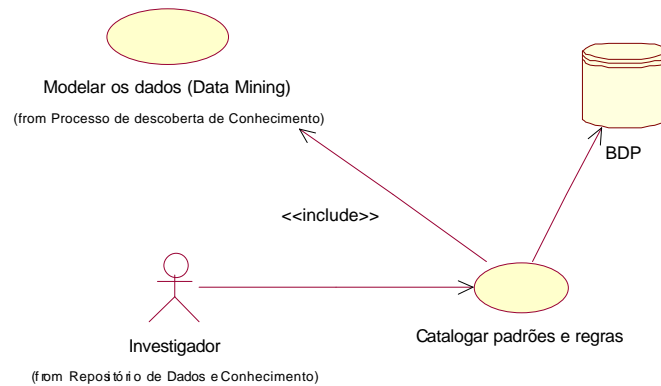 Modelar os dados (Data Mining)
(from Processo de descoberta de Conhecimento)
BDP
<<include>>
Catalogar padrões e regras
Investigador
(from Repositório de Dados e Conhecimento)